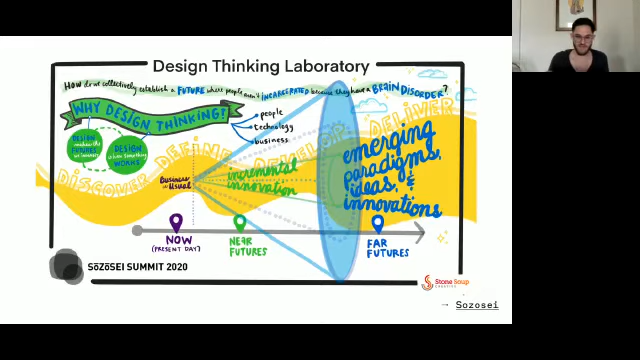 Design Thinking Laboratory
HOW do we collectively establish a FUTURE where people aren't INCARCERATED because they have a BRAIN DISORDER?
WHY DESIGN THINKING?
people
technology
business
DESIGN
WORKS
DISCOVER DEFINE DEVELOP DELIVER
business as usual
incremental
innovation
emerging
paradigms,
ideas, &
innovations
NOW
(PRESENT DAY)
NEAR
FUTURES
FAR
FUTURES
SōZōSEI SUMMIT 2020
Stone Soup
CREATIVE
→ Sozosei